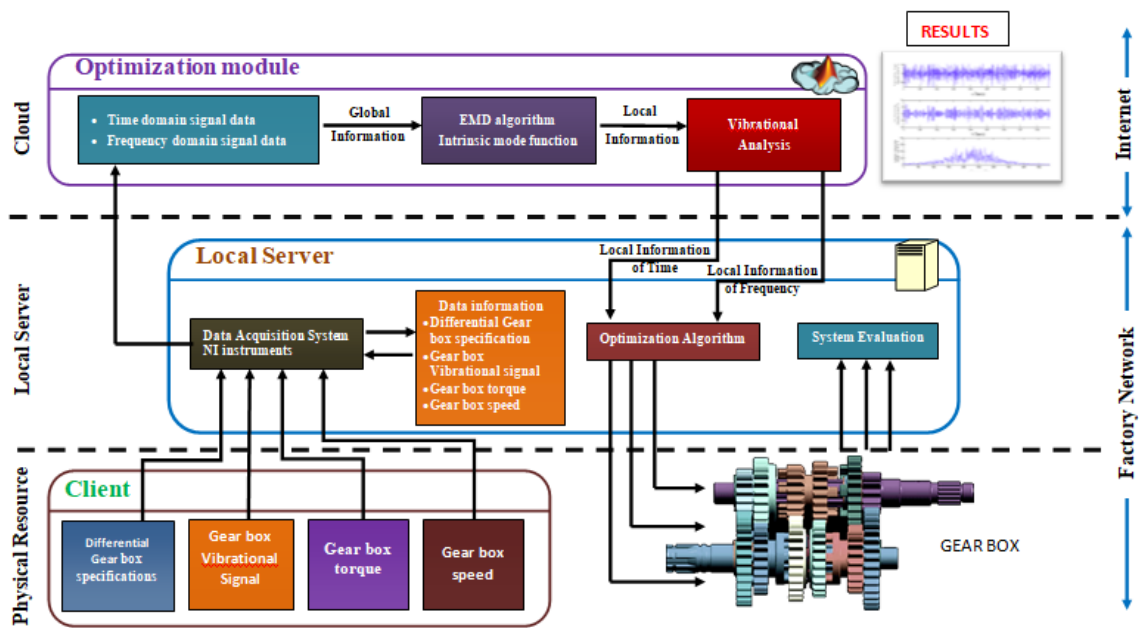 RESULTS
Optimization module
Cloud
• Time domain signal data
• Frequency domain signal data
Global
Information
EMD algorithm
Intrinsic mode function
Local
Information
Vibrational
Analysis
Internet
Local Server
Local Server
Local Information
of Time
Local Information
of Frequency
Data Acquisition System
NI instruments
Data information
•Differential Gear
box specification
•Gear box
Vibrational signal
•Gear box torque
•Gear box speed
Optimization Algorithm
System Evaluation
Factory Network
Physical Resource
Client
Differential
Gear box
specifications
Gear box
Vibrational
Signal
Gear box
torque
Gear box
speed
GEAR BOX